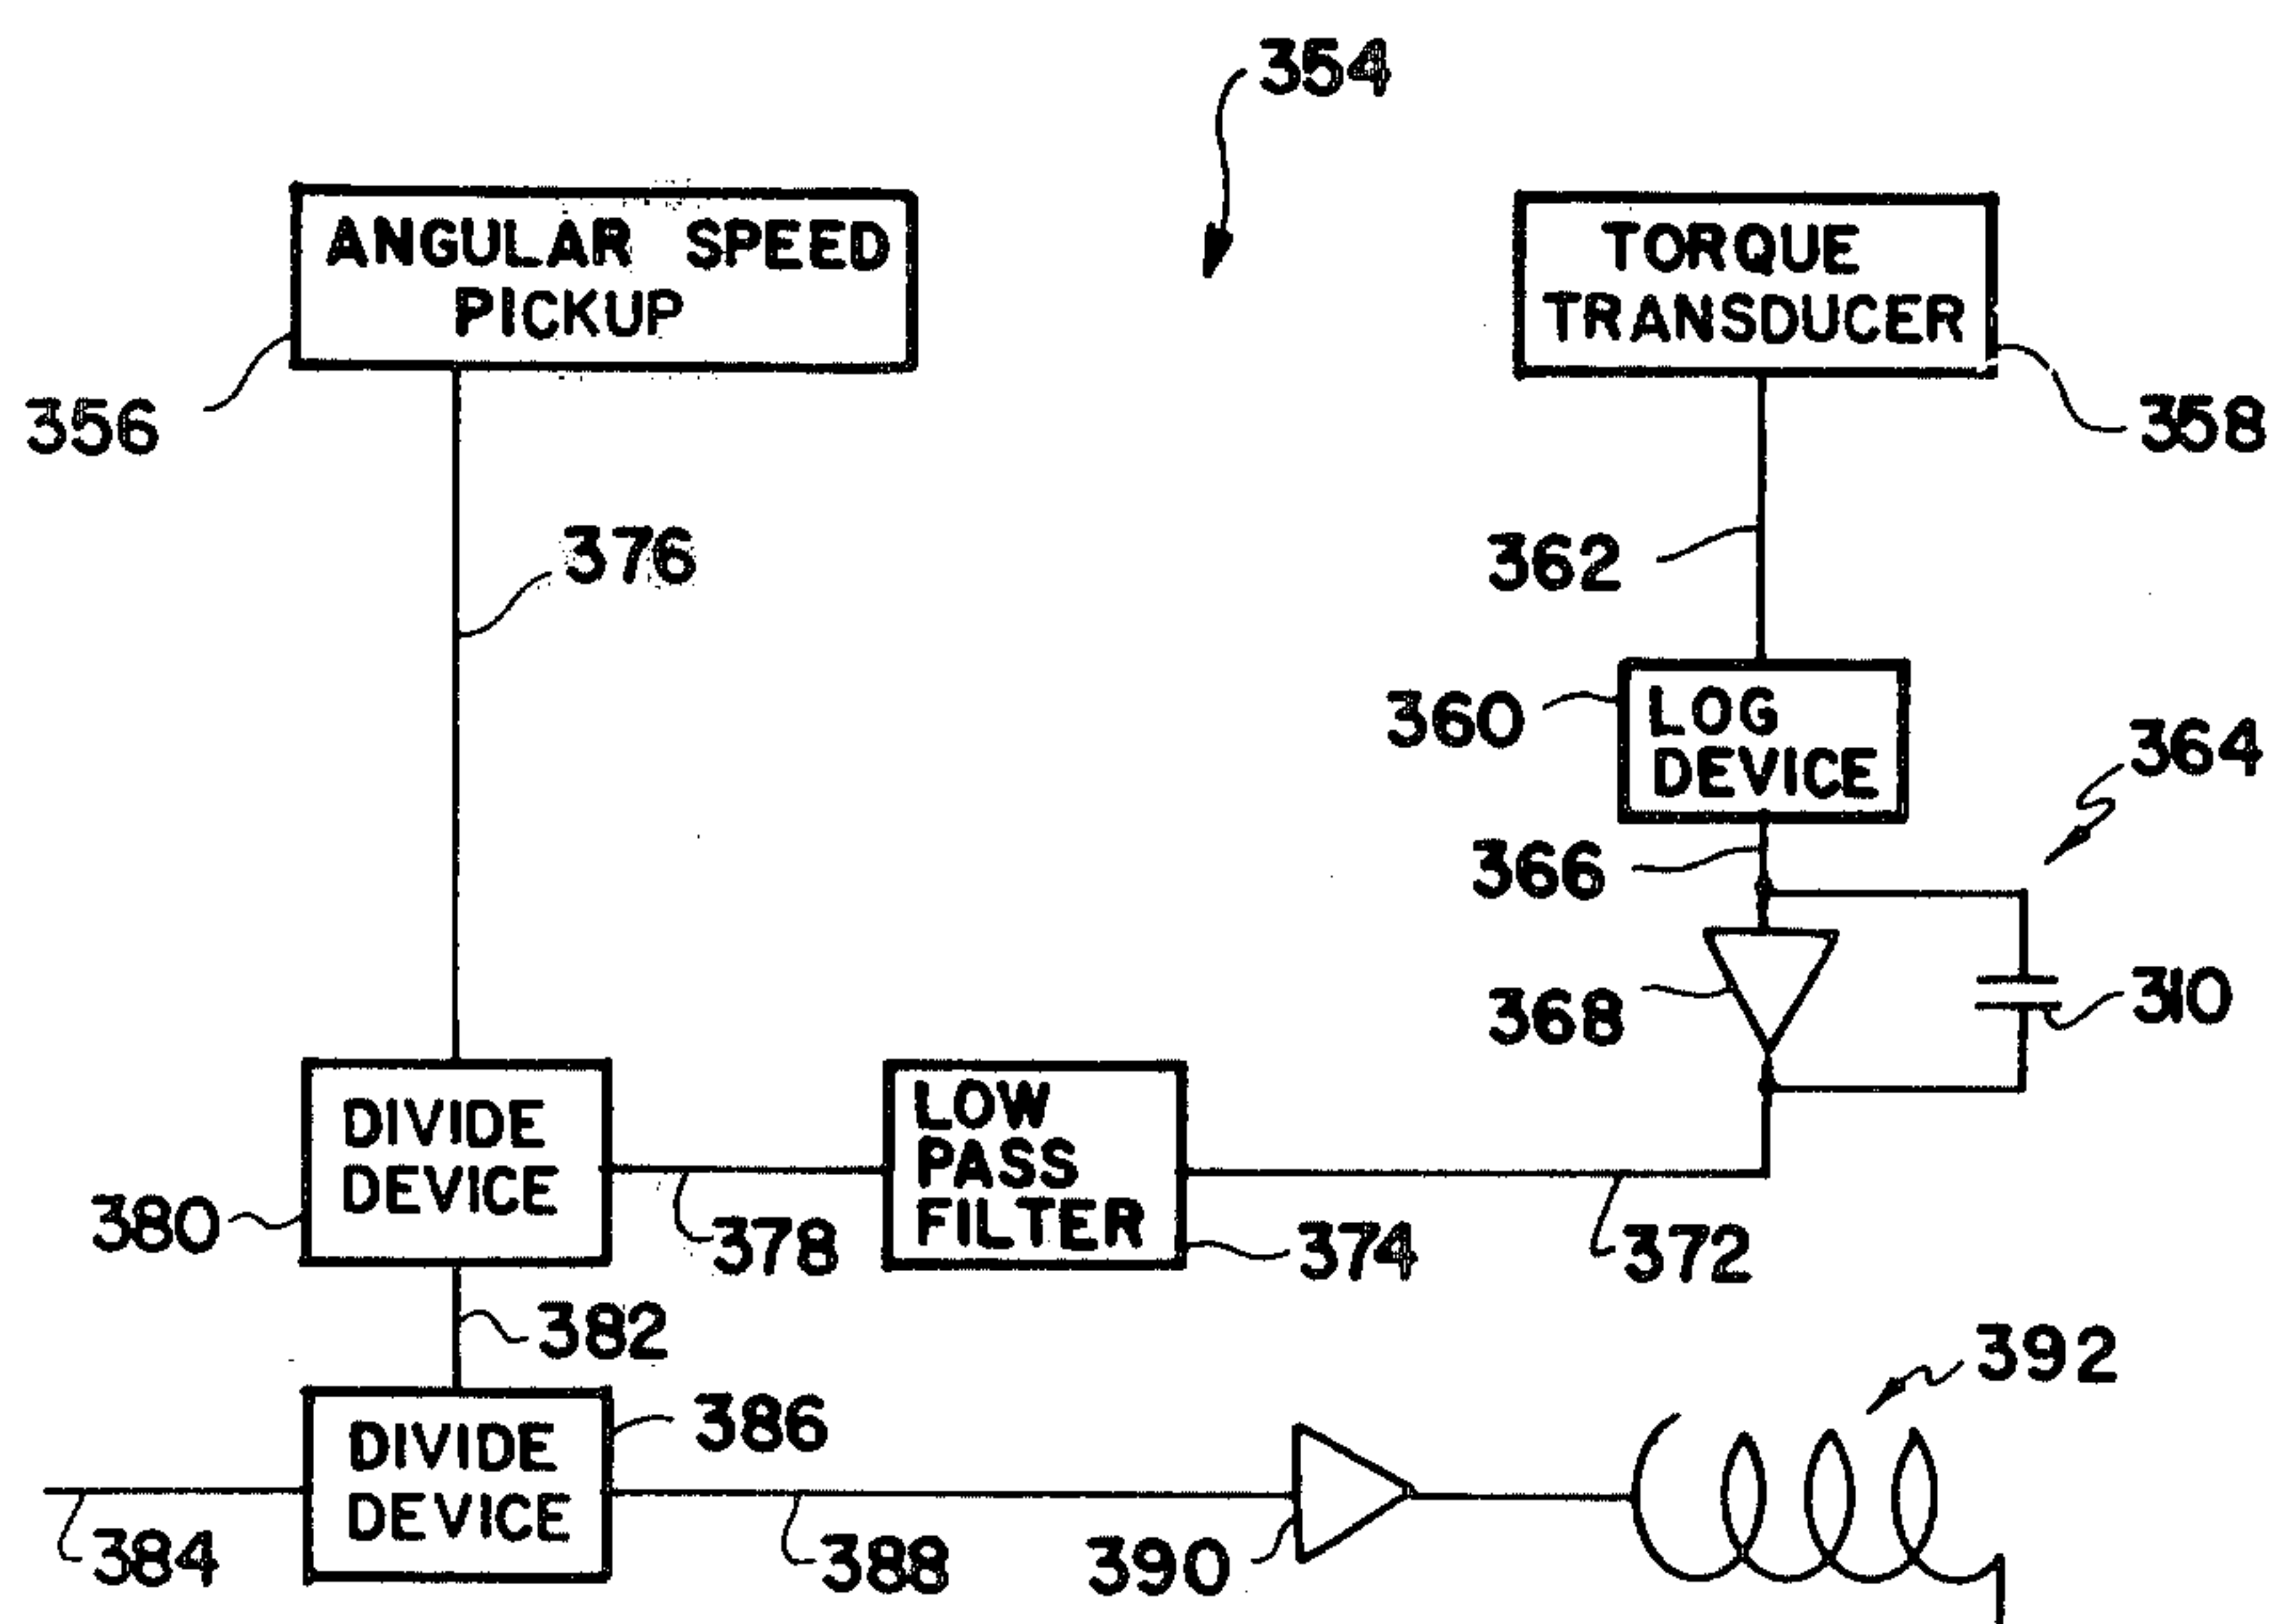 354
ANGULAR SPEED
PICKUP
TORQUE
TRANSDUCER
356
358
376
362
360
LOG
DEVICE
364
366
368
310
DIVIDE
DEVICE
LOW
PASS
FILTER
380
378
374
372
382
392
DIVIDE
DEVICE
386
384
388
390